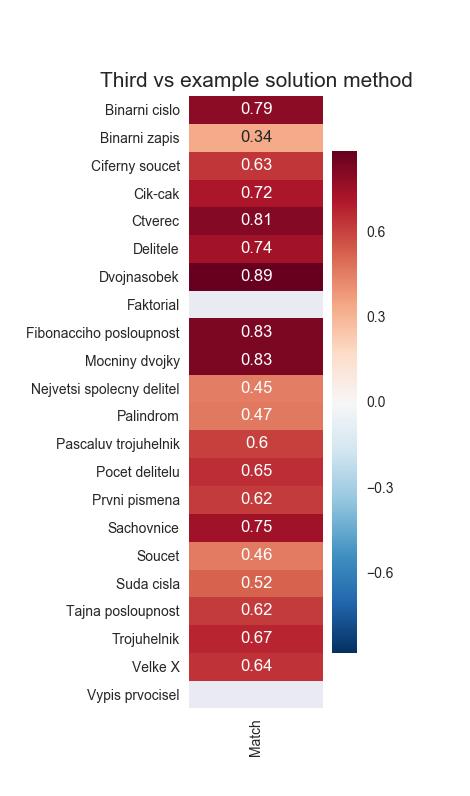 Third vs example solution method
Binarni cislo 0.79
Binarni zapis 0.34
Ciferny soucet 0.63
Cik-cak 0.72
Ctverec 0.81
Delitele 0.74
Dvojnasobek 0.89
Faktorial
Fibonacciho posloupnost 0.83
Mocniny dvojky 0.83
Nejvetsi spolecny delitel 0.45
Palindrom 0.47
Pascaluv trojuhelnik 0.6
Pocet delitelu 0.65
Prvni pismena 0.62
Sachovnice 0.75
Soucet 0.46
Suda cisla 0.52
Tajna posloupnost 0.62
Trojuhelnik 0.67
Velke X 0.64
Vypis prvocisel
Match
0.6
0.3
0.0
−0.3
−0.6